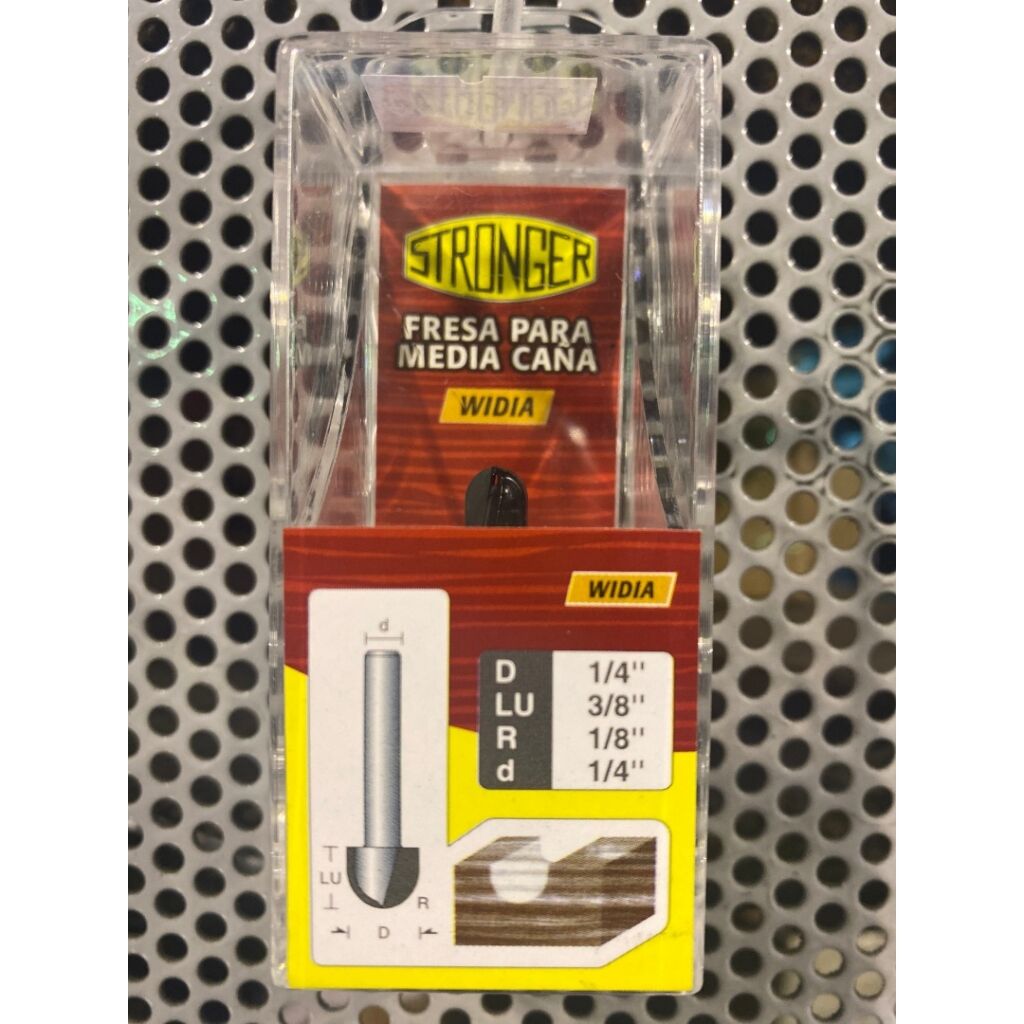 STRONGER
FRESA PARA
MEDIA CAÑA
WIDIA
WIDIA
d
D 1/4"
LU 3/8"
R 1/8"
d 1/4"
LU
R
D